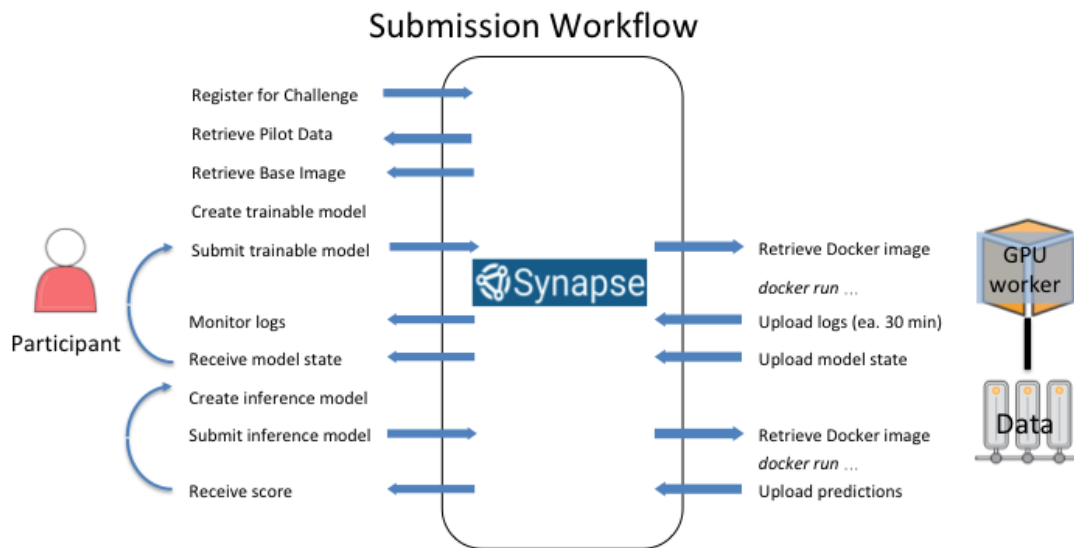 Submission Workflow
Register for Challenge
Retrieve Pilot Data
Retrieve Base Image
Create trainable model
Submit trainable model
Monitor logs
Receive model state
Create inference model
Submit inference model
Receive score
Participant
Synapse
Retrieve Docker image
docker run ...
Upload logs (ea. 30 min)
Upload model state
Retrieve Docker image
docker run ...
Upload predictions
GPU
worker
Data